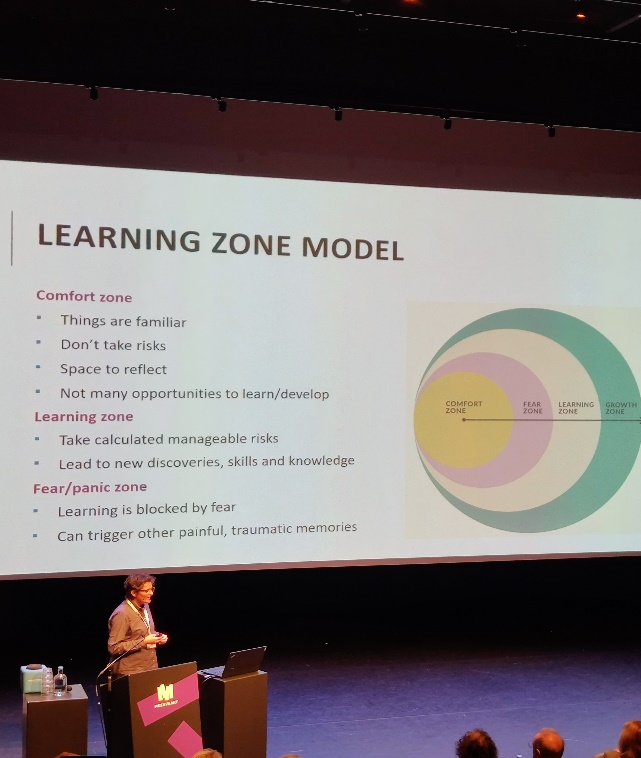 LEARNING ZONE MODEL
Comfort zone
Things are familiar
Don't take risks
Space to reflect
Not many opportunities to learn/develop
Learning zone
Take calculated manageable risks
Lead to new discoveries, skills and knowledge
Fear/panic zone
Learning is blocked by fear
Can trigger other painful, traumatic memories
COMFORT
ZONE
FEAR
ZONE
LEARNING
ZONE
GROWTH
ZONE
M